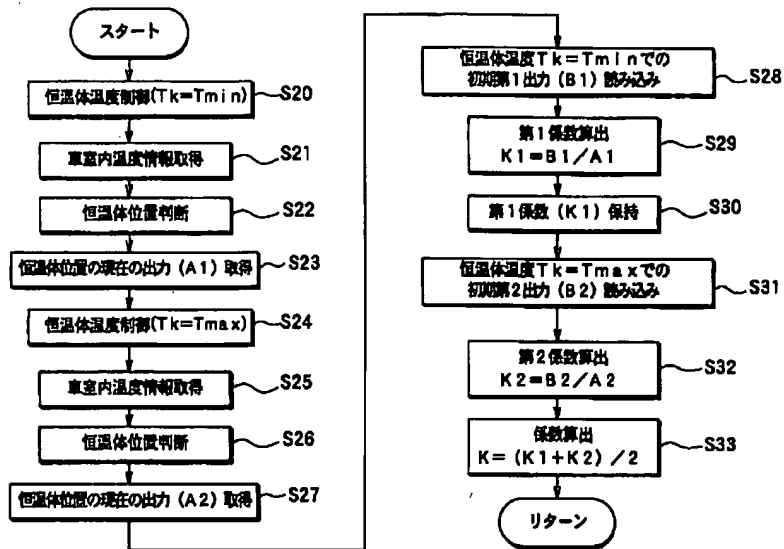 スタート
恒温体温度制御(Tk=Tmin)
S20
車室内温度情報取得
S21
恒温体位置判断
S22
恒温体位置の現在の出力(A1)取得
S23
恒温体温度制御(Tk=Tmax)
S24
車室内温度情報取得
S25
恒温体位置判断
S26
恒温体位置の現在の出力(A2)取得
S27
恒温体温度Tk=Tminでの
初期第1出力(B1)読み込み
S28
第1係数算出
K1=B1/A1
S29
第1係数(K1)保持
S30
恒温体温度Tk=Tmaxでの
初期第2出力(B2)読み込み
S31
第2係数算出
K2=B2/A2
S32
係数算出
K=(K1+K2)/2
S33
リターン